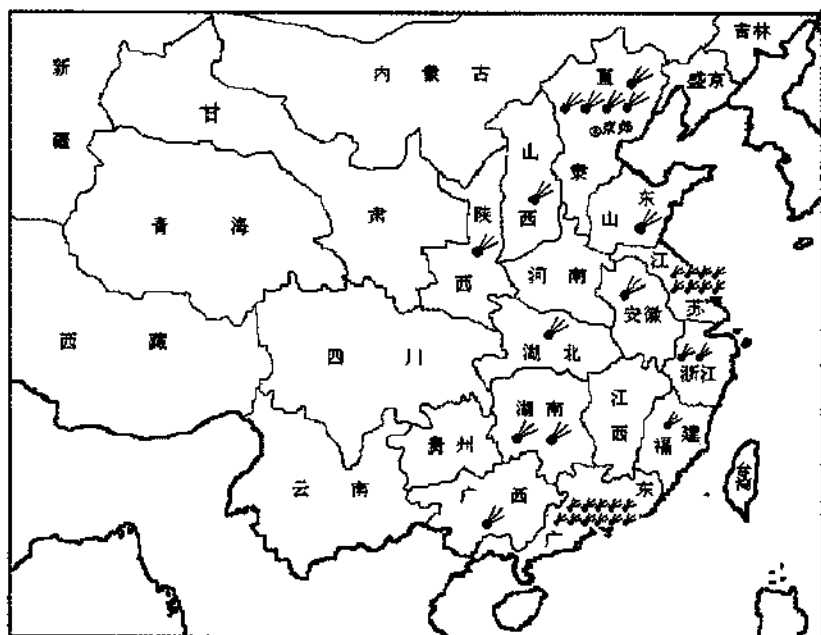 吉林
新疆
内蒙古
直隶
盛京
甘肃
京师
山西
山东
青海
陕西
河南
江苏
安徽
西藏
四川
湖北
浙江
湖南
江西
福建
贵州
云南
广西
广东
台湾